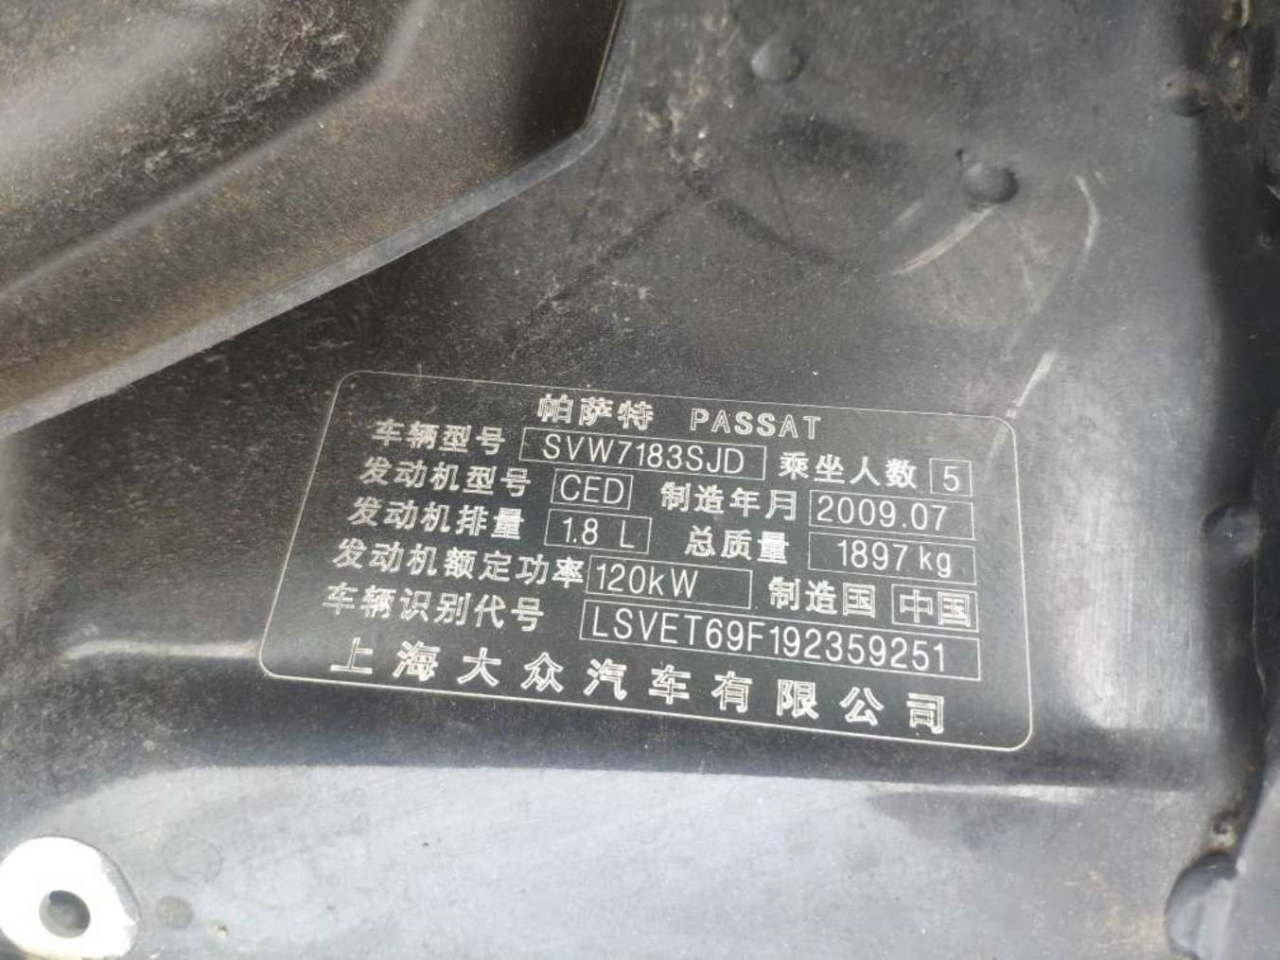 帕萨特 PASSAT
车辆型号 SVW7183SJD 乘坐人数 5
发动机型号 CED 制造年月 2009.07
发动机排量 1.8 L 总质量 1897kg
发动机额定功率 120kW 制造国 中国
车辆识别代号 LSVET69F192359251
上海大众汽车有限公司